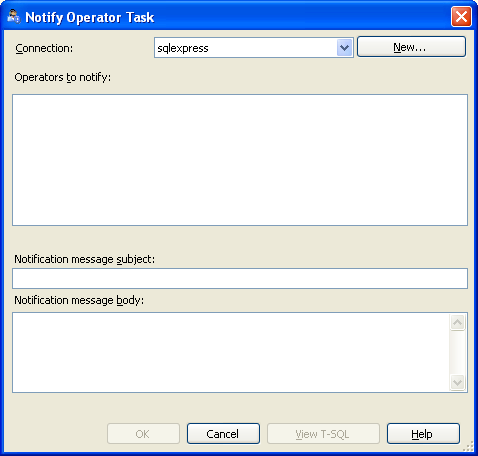 Notify Operator Task
Connection:
sqlexpress
New...
Operators to notify:
Notification message subject:
Notification message body:
OK
Cancel
View T-SQL
Help